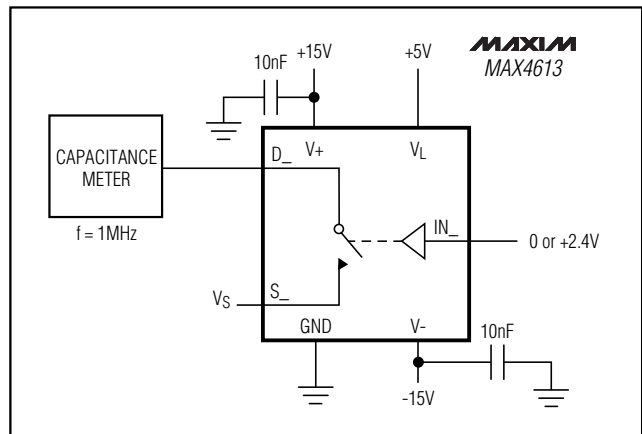 +15V
+5V
MAXIM
MAX4613
10nF
CAPACITANCE
METER
f = 1MHz
D_
V+
VL
IN_
0 or +2.4V
VS
S_
GND
V-
10nF
-15V